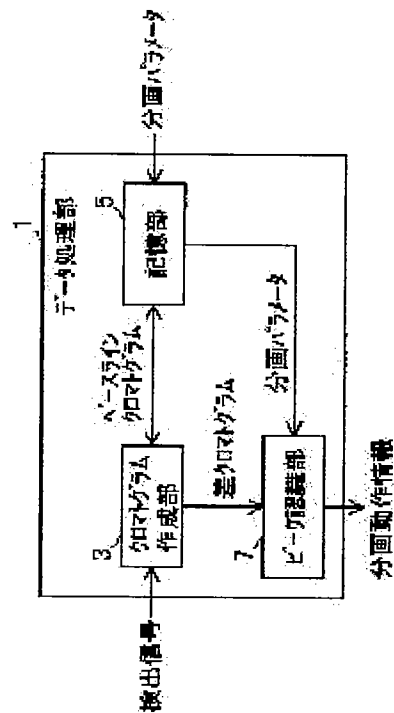 1
データ処理部
検出信号
3
クロマトグラム
作成部
ベースライン
クロマトグラム
5
記憶部
分画パラメータ
差クロマトグラム
分画パラメータ
7
ピーク認識部
分画動作情報